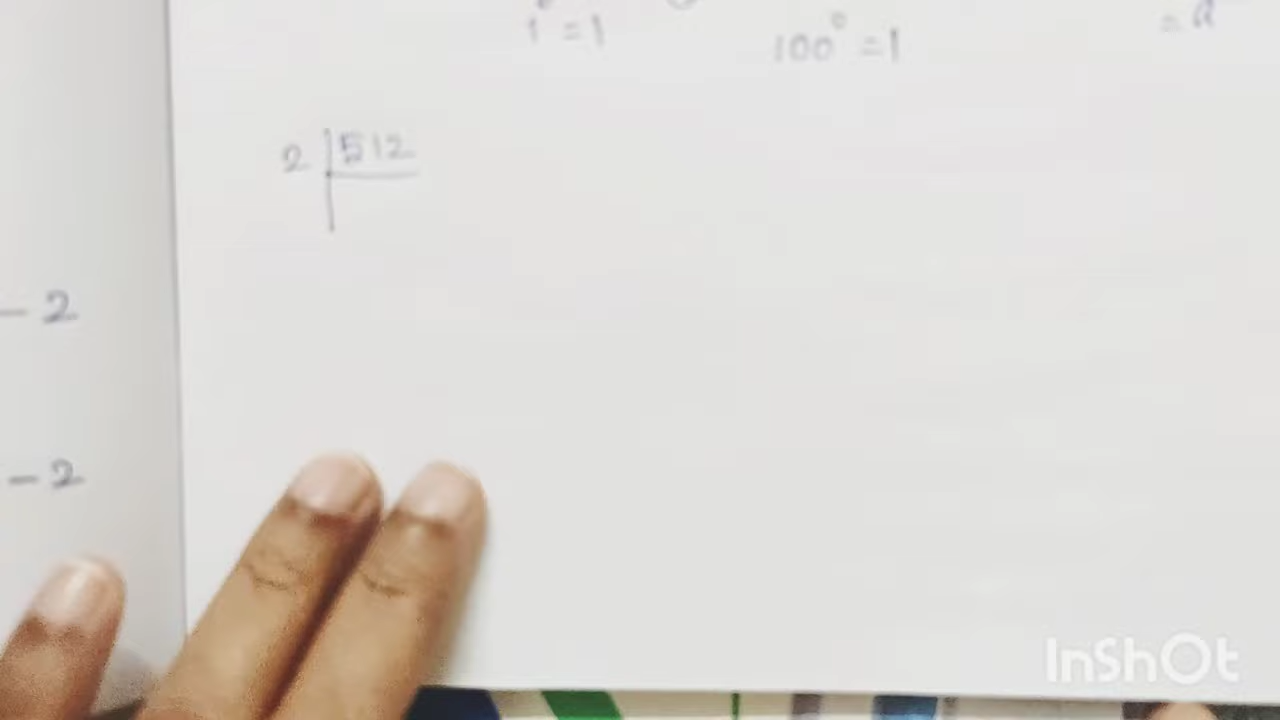 1 = 1
100⁰ = 1
= a
2 | 512
- 2
- 2
InShOt